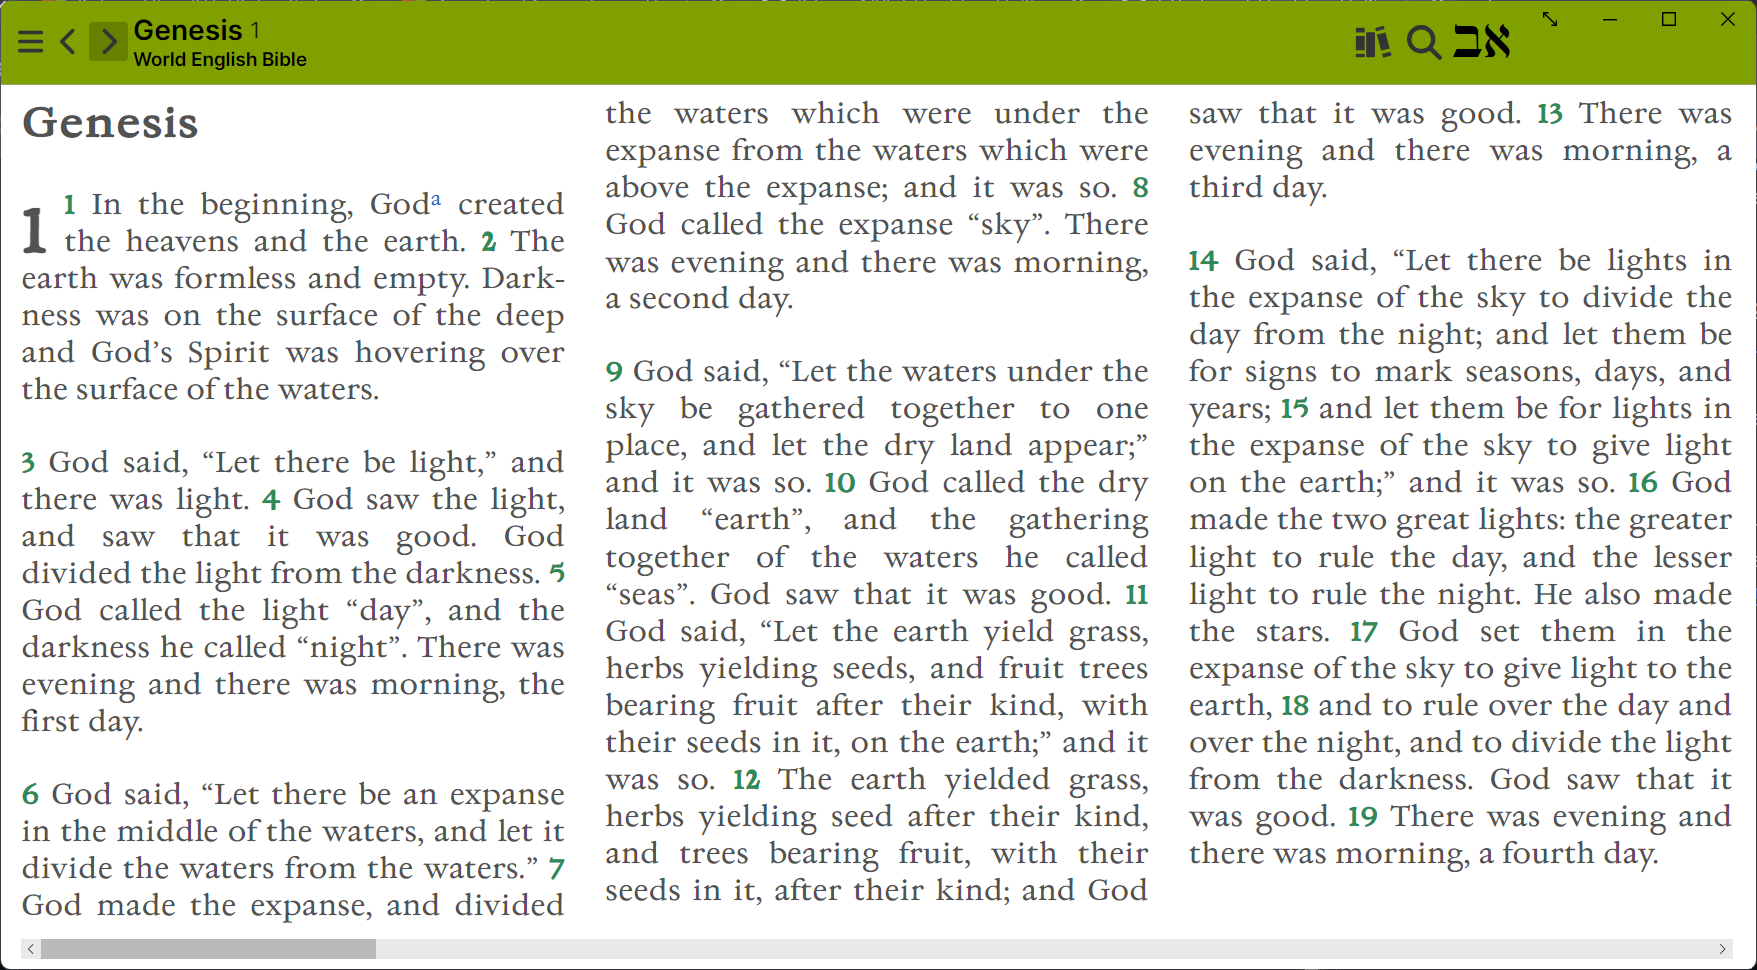 Genesis 1
World English Bible
אב
Genesis
1
1 In the beginning, Godᵃ created
the heavens and the earth. 2 The
earth was formless and empty. Dark-
ness was on the surface of the deep
and God’s Spirit was hovering over
the surface of the waters.
3 God said, “Let there be light,” and
there was light. 4 God saw the light,
and saw that it was good. God
divided the light from the darkness. 5
God called the light “day”, and the
darkness he called “night”. There was
evening and there was morning, the
first day.
6 God said, “Let there be an expanse
in the middle of the waters, and let it
divide the waters from the waters.” 7
God made the expanse, and divided
the waters which were under the
expanse from the waters which were
above the expanse; and it was so. 8
God called the expanse “sky”. There
was evening and there was morning,
a second day.
9 God said, “Let the waters under the
sky be gathered together to one
place, and let the dry land appear;”
and it was so. 10 God called the dry
land “earth”, and the gathering
together of the waters he called
“seas”. God saw that it was good. 11
God said, “Let the earth yield grass,
herbs yielding seeds, and fruit trees
bearing fruit after their kind, with
their seeds in it, on the earth;” and it
was so. 12 The earth yielded grass,
herbs yielding seed after their kind,
and trees bearing fruit, with their
seeds in it, after their kind; and God
saw that it was good. 13 There was
evening and there was morning, a
third day.
14 God said, “Let there be lights in
the expanse of the sky to divide the
day from the night; and let them be
for signs to mark seasons, days, and
years; 15 and let them be for lights in
the expanse of the sky to give light
on the earth;” and it was so. 16 God
made the two great lights: the greater
light to rule the day, and the lesser
light to rule the night. He also made
the stars. 17 God set them in the
expanse of the sky to give light to the
earth, 18 and to rule over the day and
over the night, and to divide the light
from the darkness. God saw that it
was good. 19 There was evening and
there was morning, a fourth day.